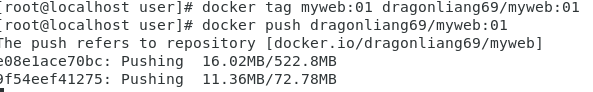 [root@localhost user]# docker tag myweb:01 dragonliang69/myweb:01
[root@localhost user]# docker push dragonliang69/myweb:01
The push refers to repository [docker.io/dragonliang69/myweb]
e08e1ace70bc: Pushing  16.02MB/522.8MB
9f54eef41275: Pushing  11.36MB/72.78MB